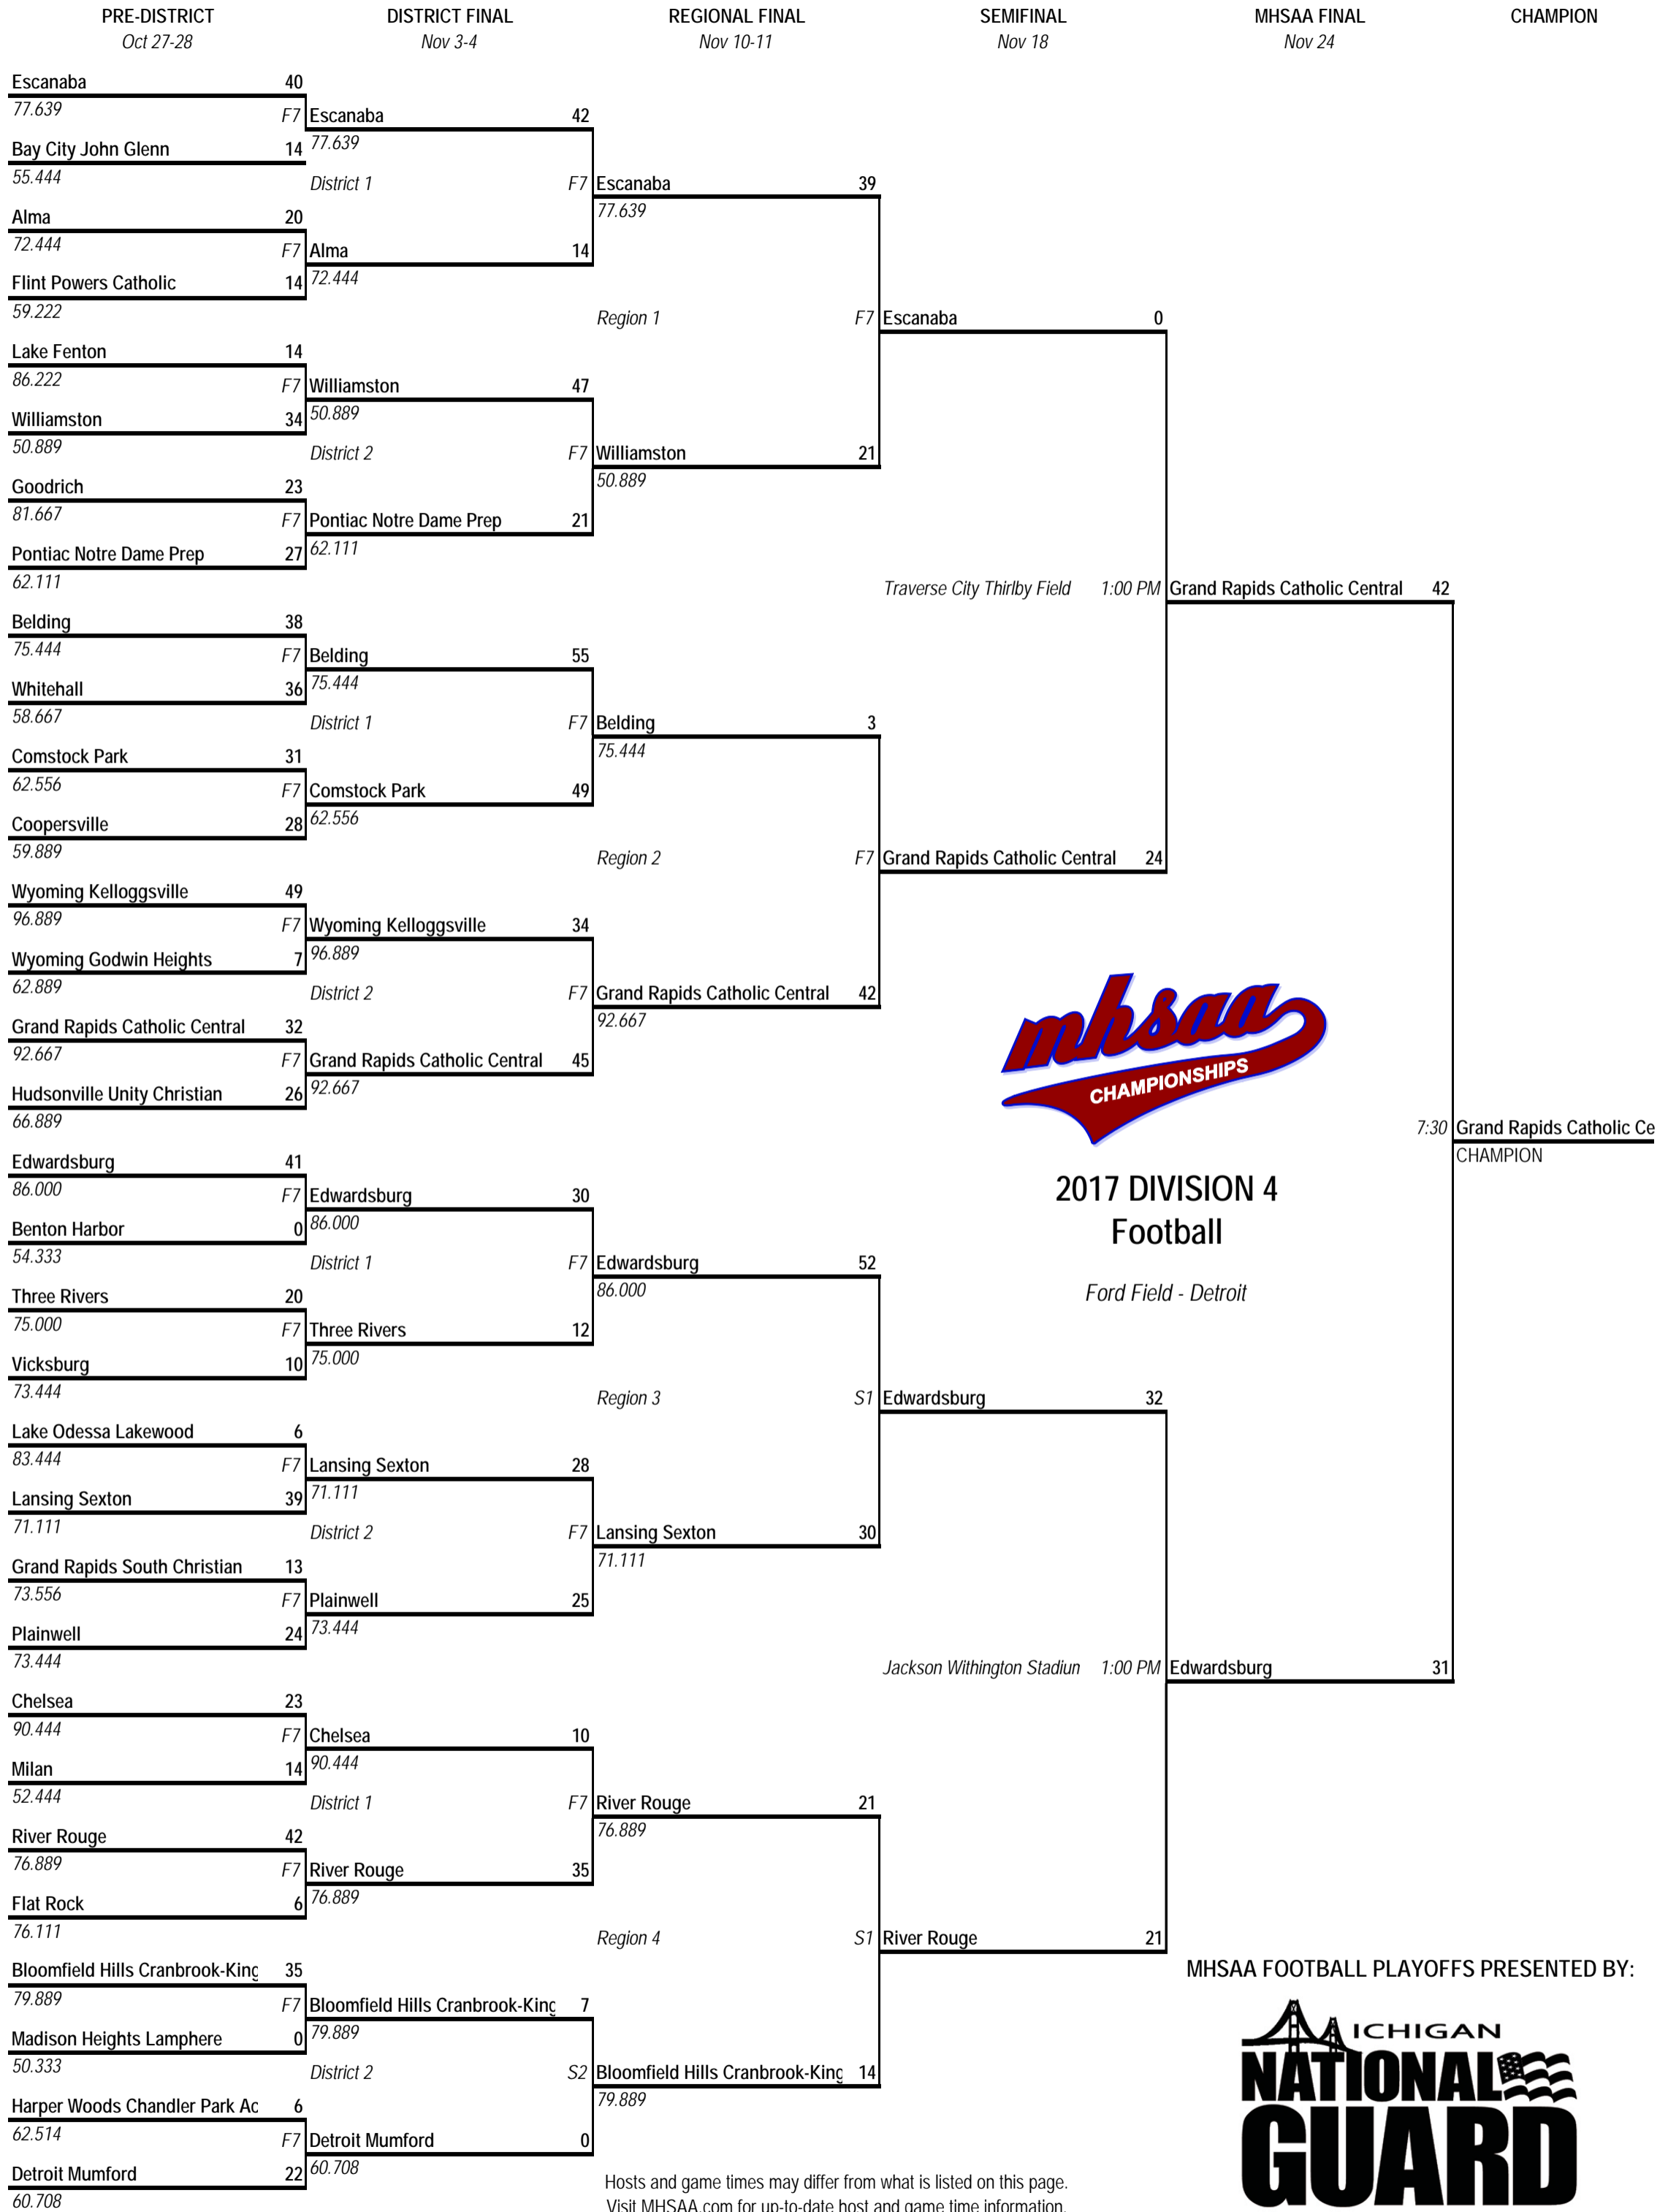 PRE-DISTRICT DISTRICT FINAL REGIONAL FINAL SEMIFINAL MHSAA FINAL CHAMPION
Oct 27-28 Nov 3-4 Nov 10-11 Nov 18 Nov 24
Escanaba 40
77.639
F7 Escanaba 42
77.639
Bay City John Glenn 14
55.444
District 1 F7 Escanaba 39
77.639
Alma 20
72.444
F7 Alma 14
72.444
Flint Powers Catholic 14
59.222
Region 1 F7 Escanaba 0
Lake Fenton 14
86.222
F7 Williamston 47
50.889
Williamston 34
50.889
District 2 F7 Williamston 21
50.889
Goodrich 23
81.667
F7 Pontiac Notre Dame Prep 21
62.111
Pontiac Notre Dame Prep 27
62.111
Traverse City Thirlby Field 1:00 PM Grand Rapids Catholic Central 42
Belding 38
75.444
F7 Belding 55
75.444
Whitehall 36
58.667
District 1 F7 Belding 3
75.444
Comstock Park 31
62.556
F7 Comstock Park 49
62.556
Coopersville 28
59.889
Region 2 F7 Grand Rapids Catholic Central 24
Wyoming Kelloggsville 49
96.889
F7 Wyoming Kelloggsville 34
96.889
Wyoming Godwin Heights 7
62.889
District 2 F7 Grand Rapids Catholic Central 42
92.667
Grand Rapids Catholic Central 32
92.667
F7 Grand Rapids Catholic Central 45
92.667
Hudsonville Unity Christian 26
66.889
mhsaa
CHAMPIONSHIPS
7:30 Grand Rapids Catholic Ce
CHAMPION
2017 DIVISION 4
Football
Ford Field - Detroit
Edwardsburg 41
86.000
F7 Edwardsburg 30
86.000
Benton Harbor 0
54.333
District 1 F7 Edwardsburg 52
86.000
Three Rivers 20
75.000
F7 Three Rivers 12
75.000
Vicksburg 10
73.444
Region 3 S1 Edwardsburg 32
Lake Odessa Lakewood 6
83.444
F7 Lansing Sexton 28
71.111
Lansing Sexton 39
71.111
District 2 F7 Lansing Sexton 30
71.111
Grand Rapids South Christian 13
73.556
F7 Plainwell 25
73.444
Plainwell 24
73.444
Jackson Withington Stadiun 1:00 PM Edwardsburg 31
Chelsea 23
90.444
F7 Chelsea 10
90.444
Milan 14
52.444
District 1 F7 River Rouge 21
76.889
River Rouge 42
76.889
F7 River Rouge 35
76.889
Flat Rock 6
76.111
Region 4 S1 River Rouge 21
Bloomfield Hills Cranbrook-King 35
79.889
F7 Bloomfield Hills Cranbrook-King 7
79.889
Madison Heights Lamphere 0
50.333
District 2 S2 Bloomfield Hills Cranbrook-King 14
79.889
Harper Woods Chandler Park Ac 6
62.514
F7 Detroit Mumford 0
60.708
Detroit Mumford 22
60.708
MHSAA FOOTBALL PLAYOFFS PRESENTED BY:
MICHIGAN
NATIONAL
GUARD
Hosts and game times may differ from what is listed on this page.
Visit MHSAA.com for up-to-date host and game time information.